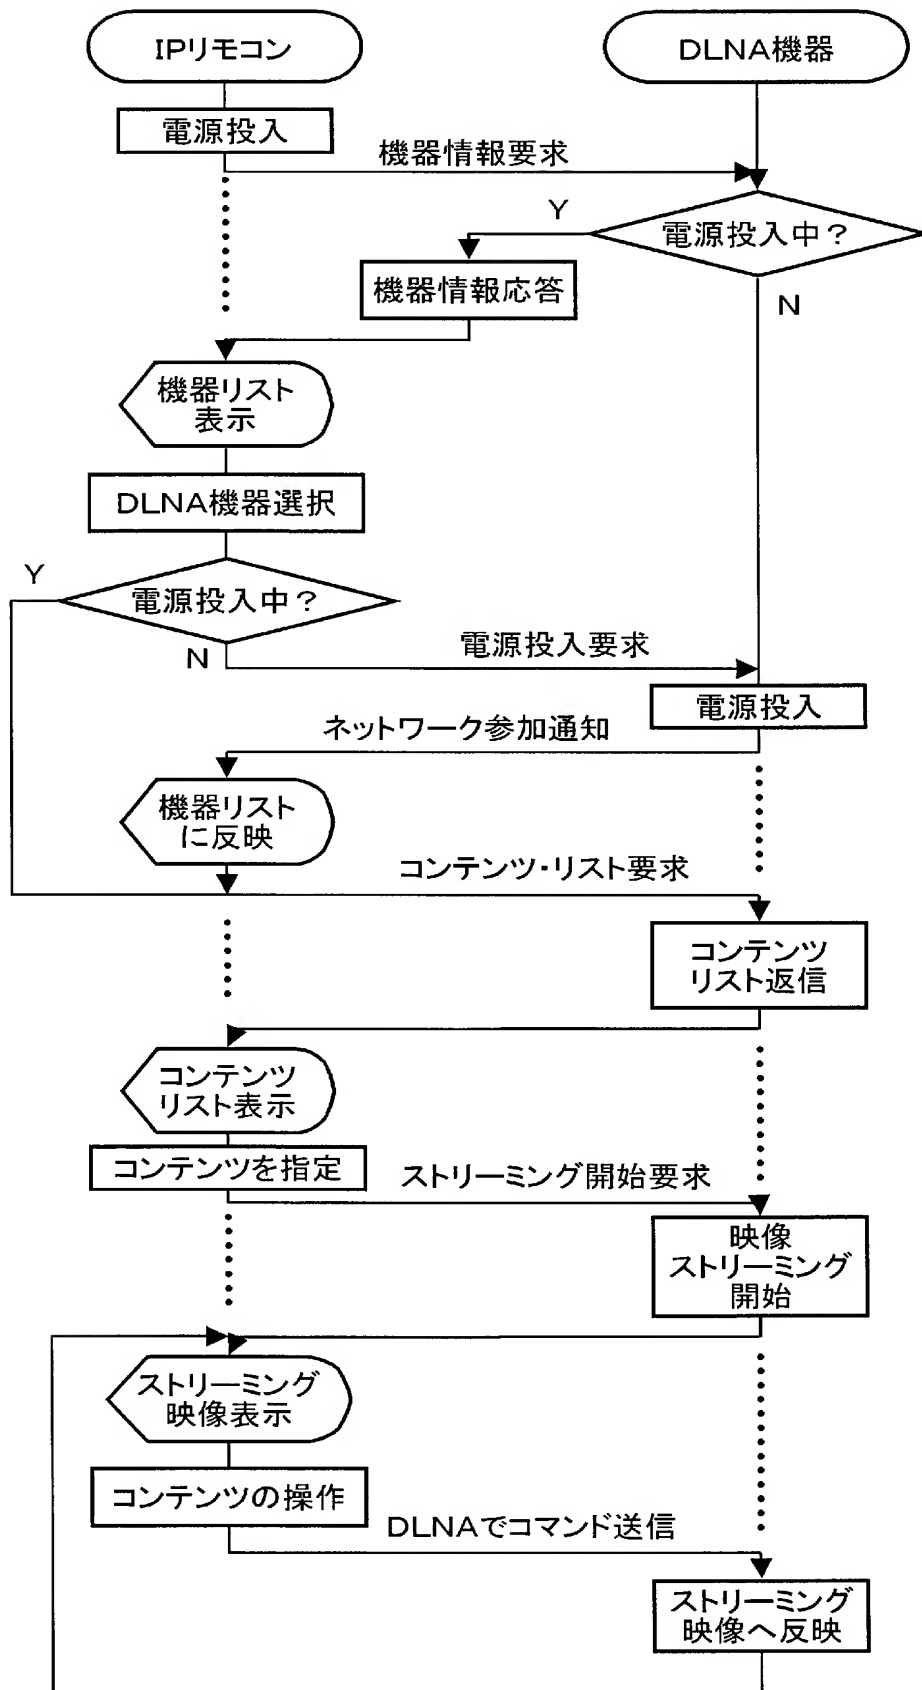 IPリモコン
DLNA機器
電源投入
機器情報要求
電源投入中？
Y
N
機器情報応答
機器リスト
表示
DLNA機器選択
電源投入中？
Y
N
電源投入要求
電源投入
ネットワーク参加通知
機器リスト
に反映
コンテンツ・リスト要求
コンテンツ
リスト返信
コンテンツ
リスト表示
コンテンツを指定
ストリーミング開始要求
映像
ストリーミング
開始
ストリーミング
映像表示
コンテンツの操作
DLNAでコマンド送信
ストリーミング
映像へ反映